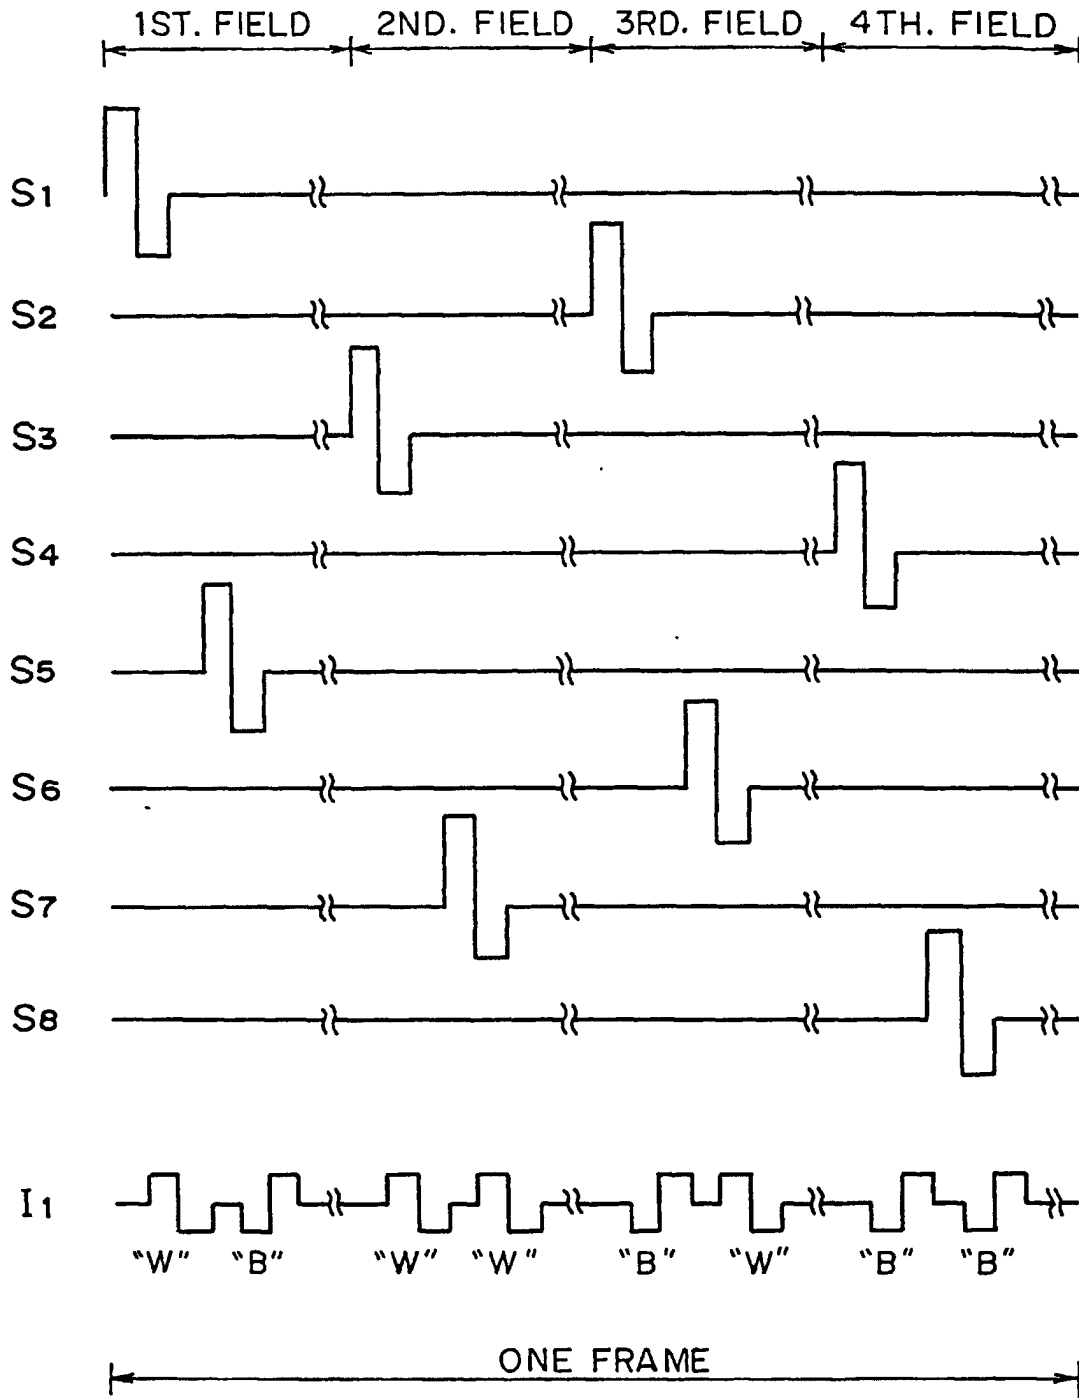 1ST. FIELD 2ND. FIELD 3RD. FIELD 4TH. FIELD
S1
S2
S3
S4
S5
S6
S7
S8
I1
"W" "B" "W" "W" "B" "W" "B" "B"
ONE FRAME